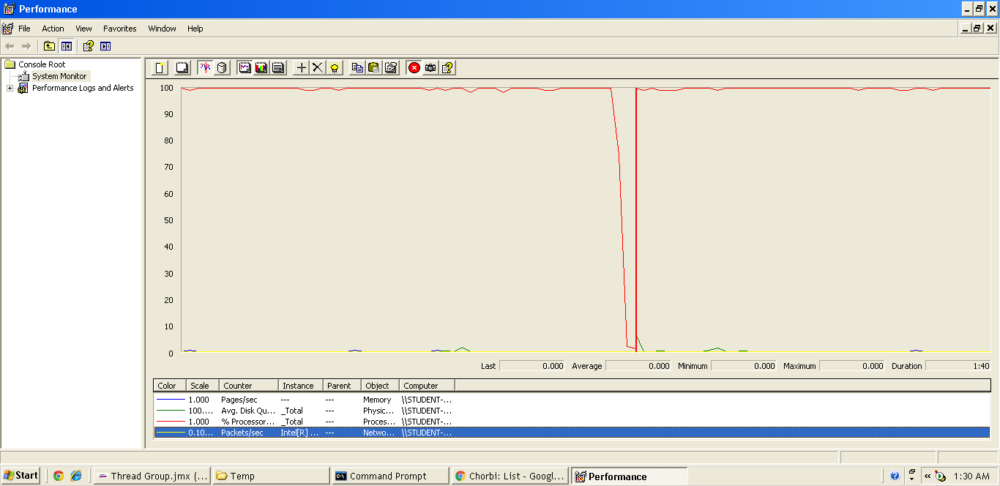 Performance
File Action View Favorites Window Help
Console Root
System Monitor
Performance Logs and Alerts
100
90
80
70
60
50
40
30
20
10
0
Last 0.000 Average 0.000 Minimum 0.000 Maximum 0.000 Duration 1:40
Color Scale Counter Instance Parent Object Computer
1.000 Pages/sec --- --- Memory \\STUDENT-...
100.... Avg. Disk Qu... _Total --- Physic... \\STUDENT-...
1.000 % Processor... _Total --- Proces... \\STUDENT-...
0.10... Packets/sec Intel[R] ... --- Netwo... \\STUDENT-...
Start Thread Group.jmx (... Temp Command Prompt Chorbi: List - Googl... Performance « 1:30 AM